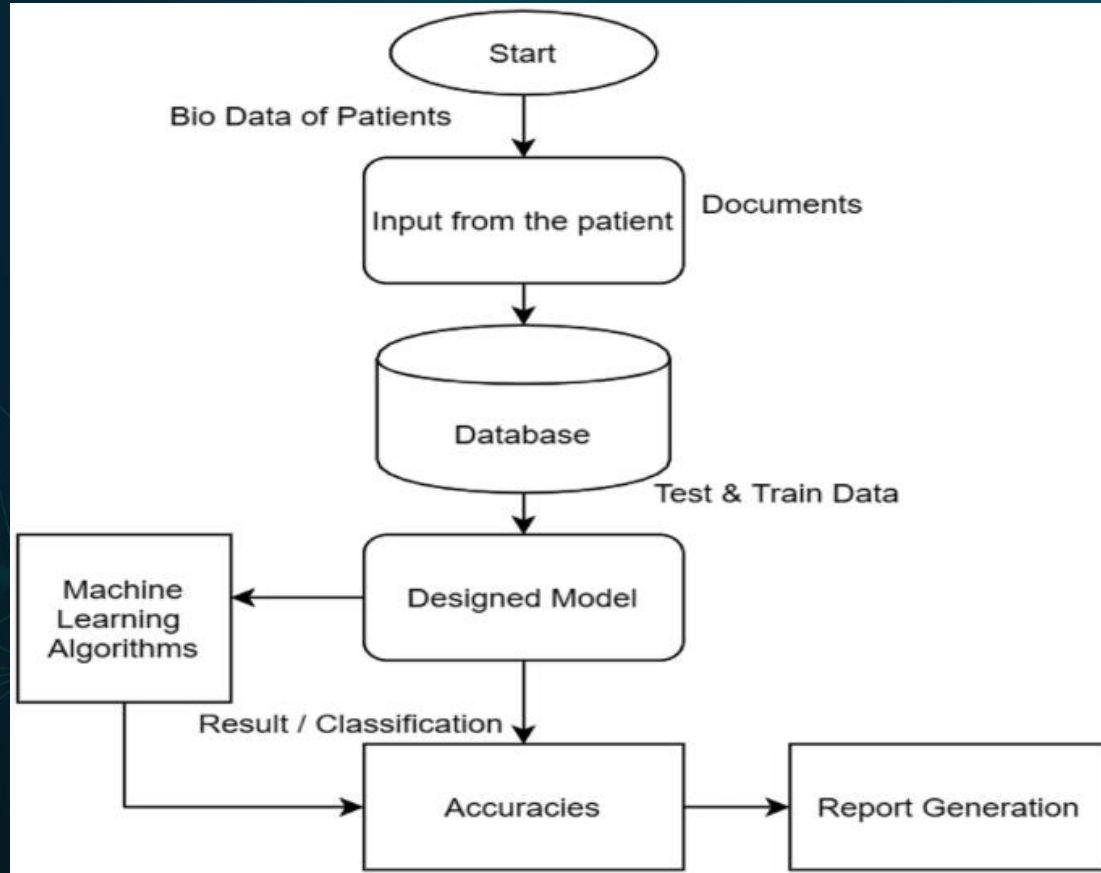 Start
Bio Data of Patients
Input from the patient
Documents
Database
Test & Train Data
Machine
Learning
Algorithms
Designed Model
Result / Classification
Accuracies
Report Generation